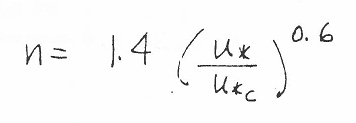 n = 1.4 (u* / u*c)^0.6